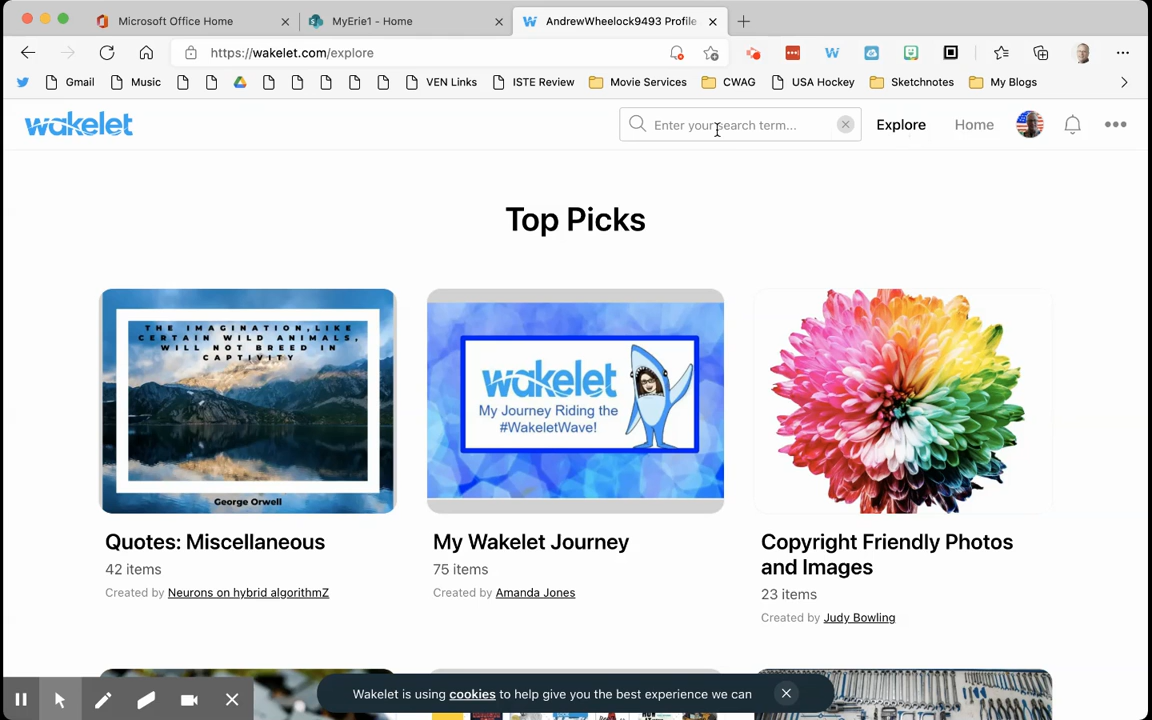 Microsoft Office Home
MyErie1 - Home
AndrewWheelock9493 Profile
https://wakelet.com/explore
Gmail
Music
VEN Links
ISTE Review
Movie Services
CWAG
USA Hockey
Sketchnotes
My Blogs
wakelet
Enter your search term...
Explore
Home
Top Picks
THE IMAGINATION, LIKE
CERTAIN WILD ANIMALS,
WILL NOT BREED IN
CAPTIVITY
George Orwell
wakelet
My Journey Riding the
#WakeletWave!
Quotes: Miscellaneous
42 items
Created by Neurons on hybrid algorithmZ
My Wakelet Journey
75 items
Created by Amanda Jones
Copyright Friendly Photos
and Images
23 items
Created by Judy Bowling
Wakelet is using cookies to help give you the best experience we can